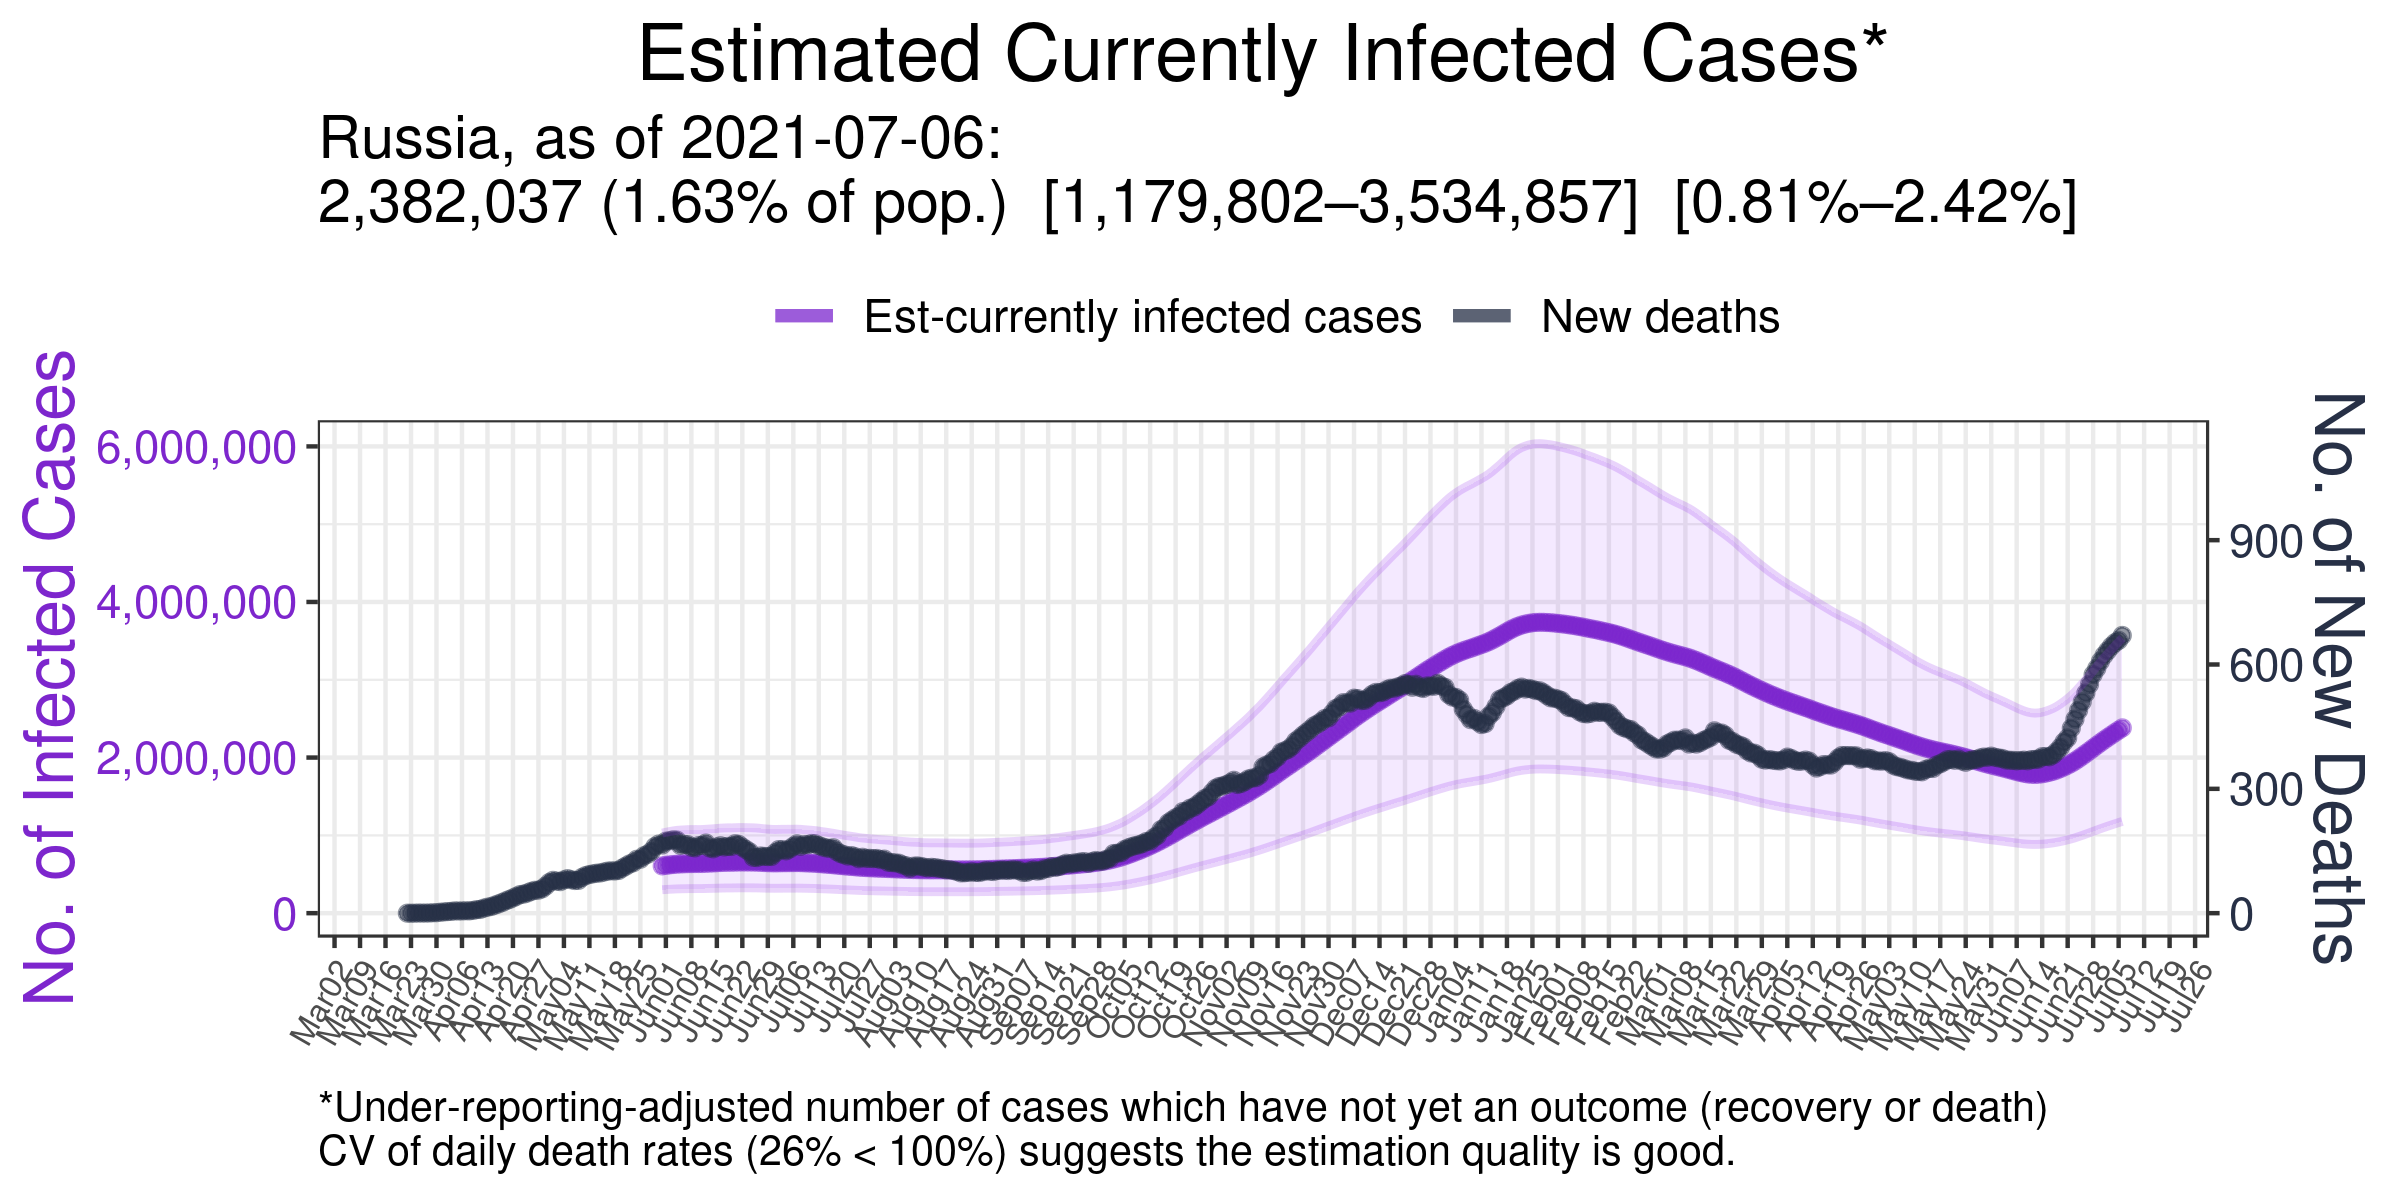 Estimated Currently Infected Cases*
Russia, as of 2021-07-06:
2,382,037 (1.63% of pop.) [1,179,802–3,534,857] [0.81%–2.42%]
Est-currently infected cases
New deaths
No. of Infected Cases
6,000,000
4,000,000
2,000,000
0
No. of New Deaths
900
600
300
0
Mar02
Mar09
Mar16
Mar23
Mar30
Apr06
Apr13
Apr20
Apr27
May04
May11
May18
May25
Jun01
Jun08
Jun15
Jun22
Jun29
Jul06
Jul13
Jul20
Jul27
Aug03
Aug10
Aug17
Aug24
Aug31
Sep07
Sep14
Sep21
Sep28
Oct05
Oct12
Oct19
Oct26
Nov02
Nov09
Nov16
Nov23
Nov30
Dec07
Dec14
Dec21
Dec28
Jan04
Jan11
Jan18
Jan25
Feb01
Feb08
Feb15
Feb22
Mar01
Mar08
Mar15
Mar22
Mar29
Apr05
Apr12
Apr19
Apr26
May03
May10
May17
May24
May31
Jun07
Jun14
Jun21
Jun28
Jul05
Jul12
Jul19
Jul26
*Under-reporting-adjusted number of cases which have not yet an outcome (recovery or death)
CV of daily death rates (26% < 100%) suggests the estimation quality is good.